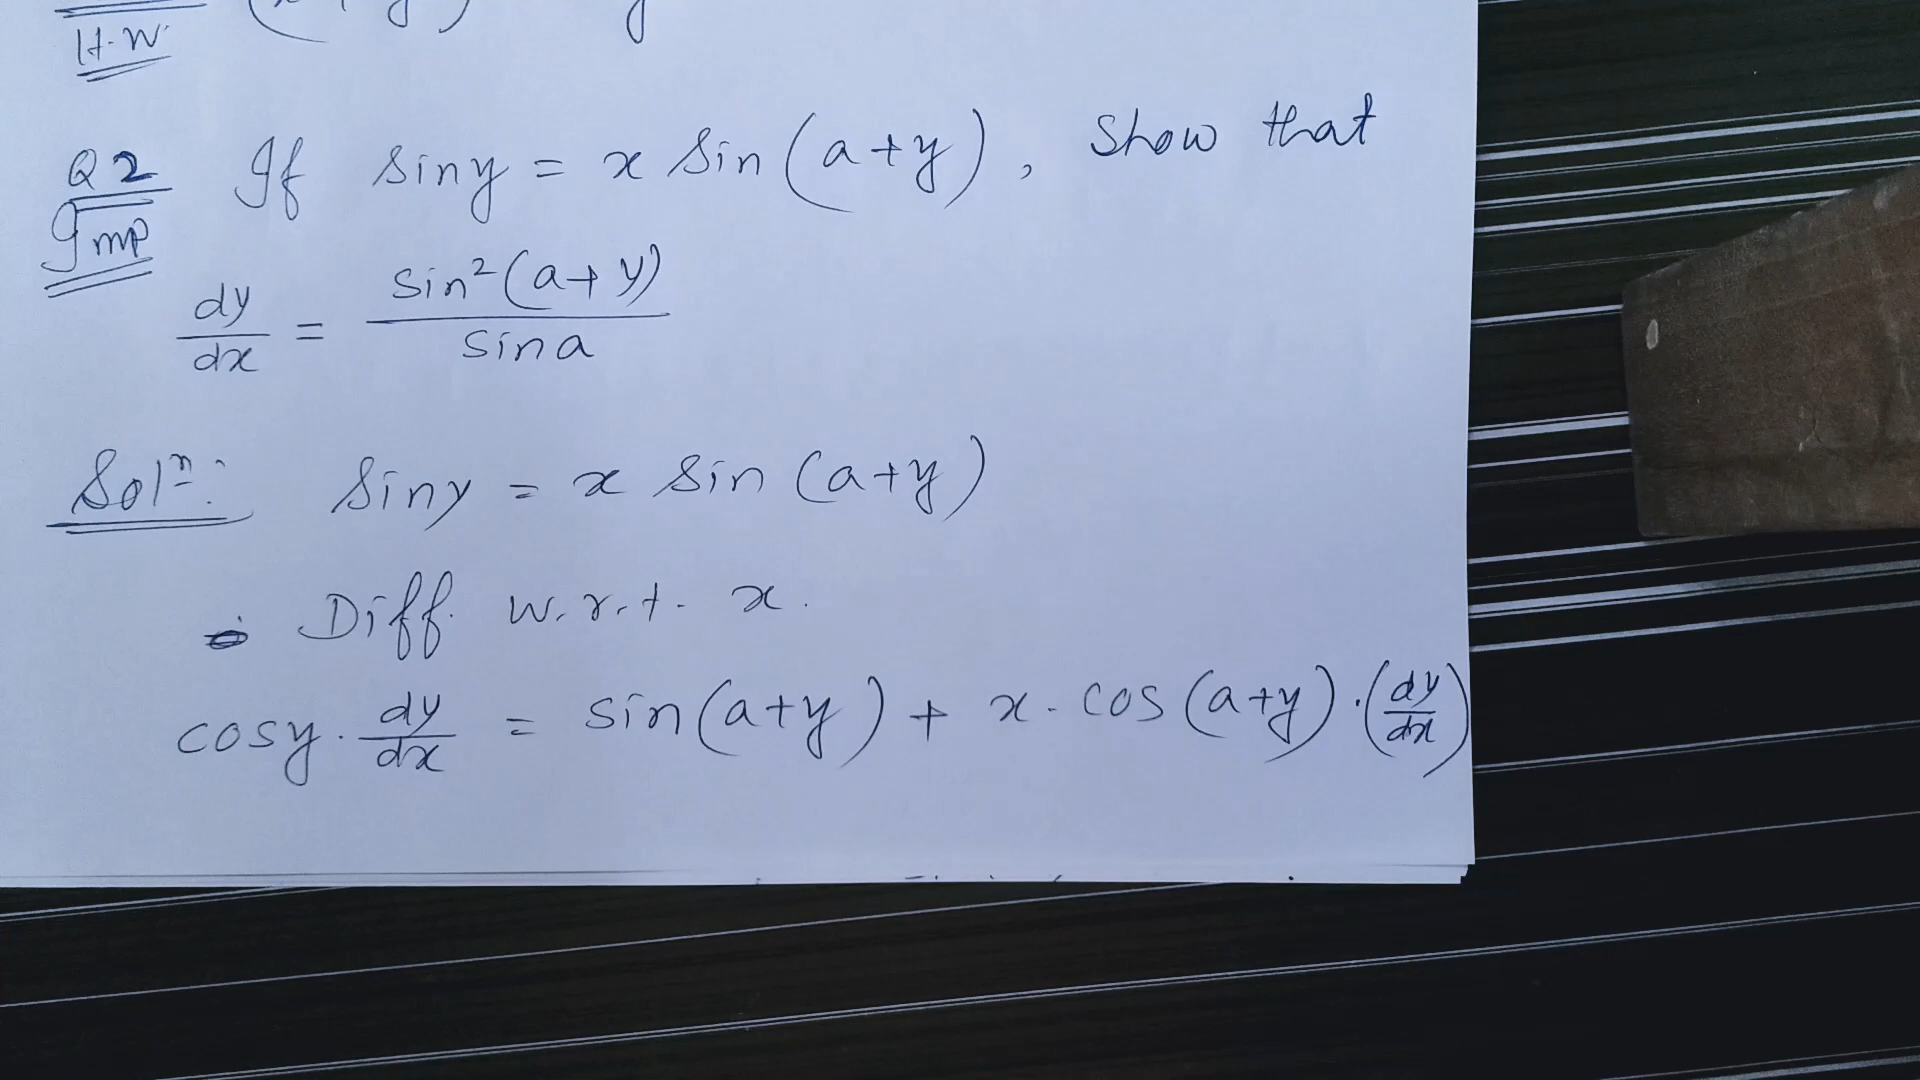 H.W.
Q2 If siny = x sin(a+y), Show that
Imp
dy/dx = sin²(a+y)/sina
Solⁿ: siny = x sin(a+y)
Diff. w.r.t. x.
cosy · dy/dx = sin(a+y) + x · cos(a+y) · (dy/dx)